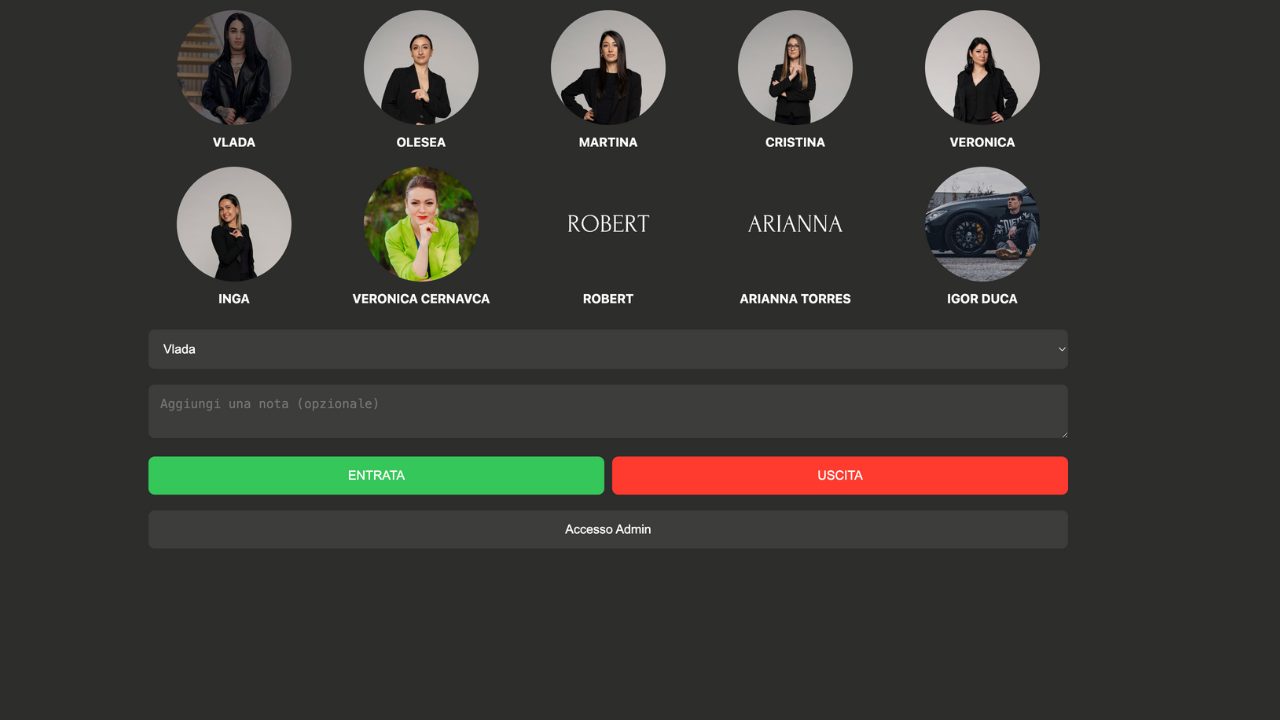 VLADA
OLESEA
MARTINA
CRISTINA
VERONICA
ROBERT
ARIANNA
INGA
VERONICA CERNAVCA
ROBERT
ARIANNA TORRES
IGOR DUCA
Vlada
Aggiungi una nota (opzionale)
ENTRATA
USCITA
Accesso Admin